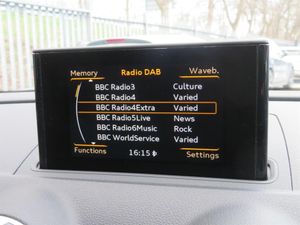 Memory Radio DAB Waveb.
BBC Radio3 Culture
BBC Radio4 Varied
BBC Radio4Extra Varied
BBC Radio5Live News
BBC Radio6Music Rock
BBC WorldService Varied
Functions 16:15 Settings